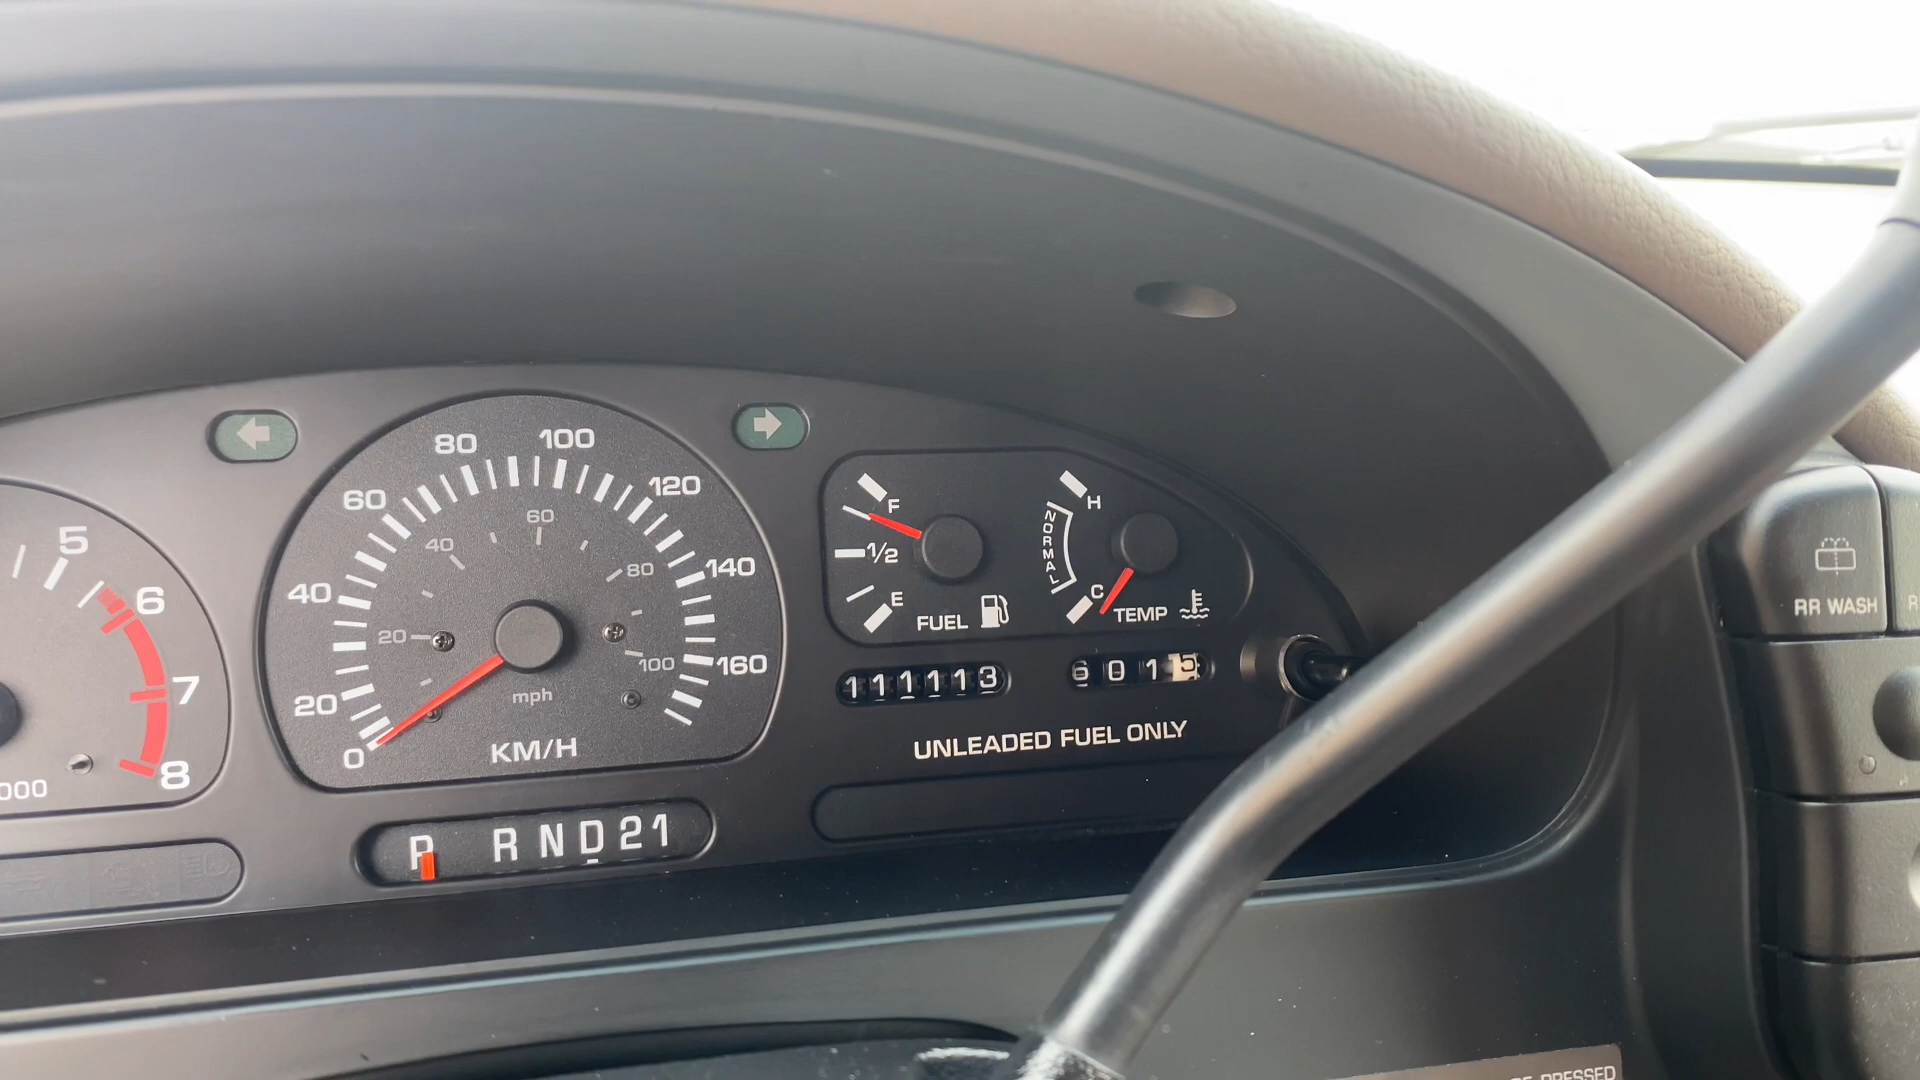 5
6
7
8
000
80
100
60
120
40
140
20
160
0
60
40
80
20
100
mph
KM/H
P R N D 2 1
F
1/2
E
FUEL
H
NORMAL
C
TEMP
111113
6015
UNLEADED FUEL ONLY
RR WASH
R
PRESSED